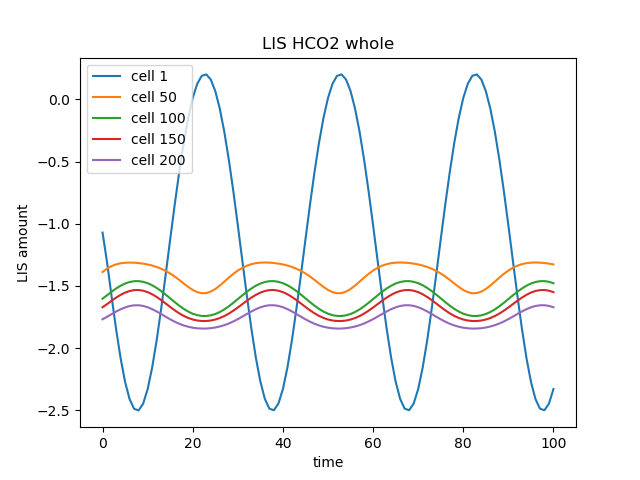 LIS HCO2 whole
cell 1
cell 50
cell 100
cell 150
cell 200
LIS amount
0.0
−0.5
−1.0
−1.5
−2.0
−2.5
0 20 40 60 80 100
time